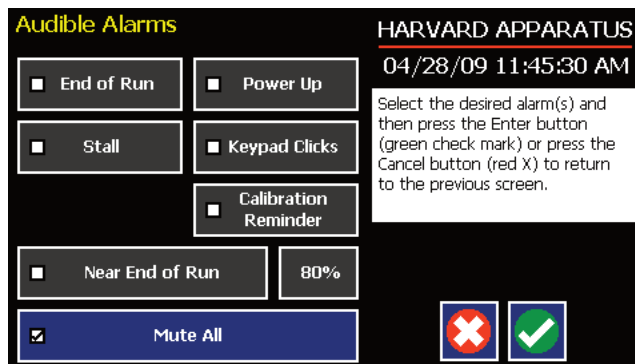 Audible Alarms
HARVARD APPARATUS
04/28/09 11:45:30 AM
End of Run
Power Up
Stall
Keypad Clicks
Calibration
Reminder
Near End of Run
80%
Mute All
Select the desired alarm(s) and
then press the Enter button
(green check mark) or press the
Cancel button (red X) to return
to the previous screen.